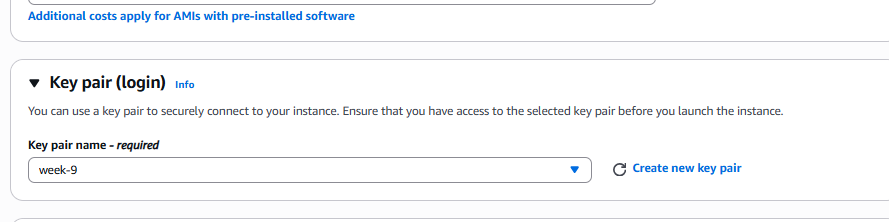 Additional costs apply for AMIs with pre-installed software
Key pair (login) Info
You can use a key pair to securely connect to your instance. Ensure that you have access to the selected key pair before you launch the instance.
Key pair name - required
week-9
Create new key pair